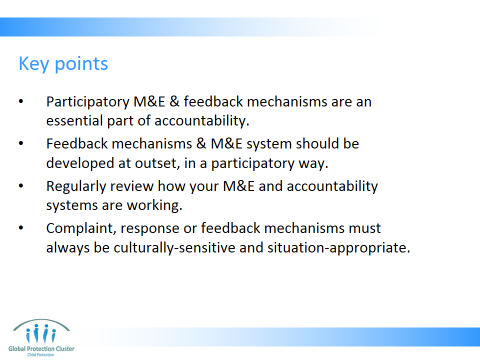 Key points
• Participatory M&E & feedback mechanisms are an
essential part of accountability.
• Feedback mechanisms & M&E system should be
developed at outset, in a participatory way.
• Regularly review how your M&E and accountability
systems are working.
• Complaint, response or feedback mechanisms must
always be culturally-sensitive and situation-appropriate.
Global Protection Cluster
Child Protection